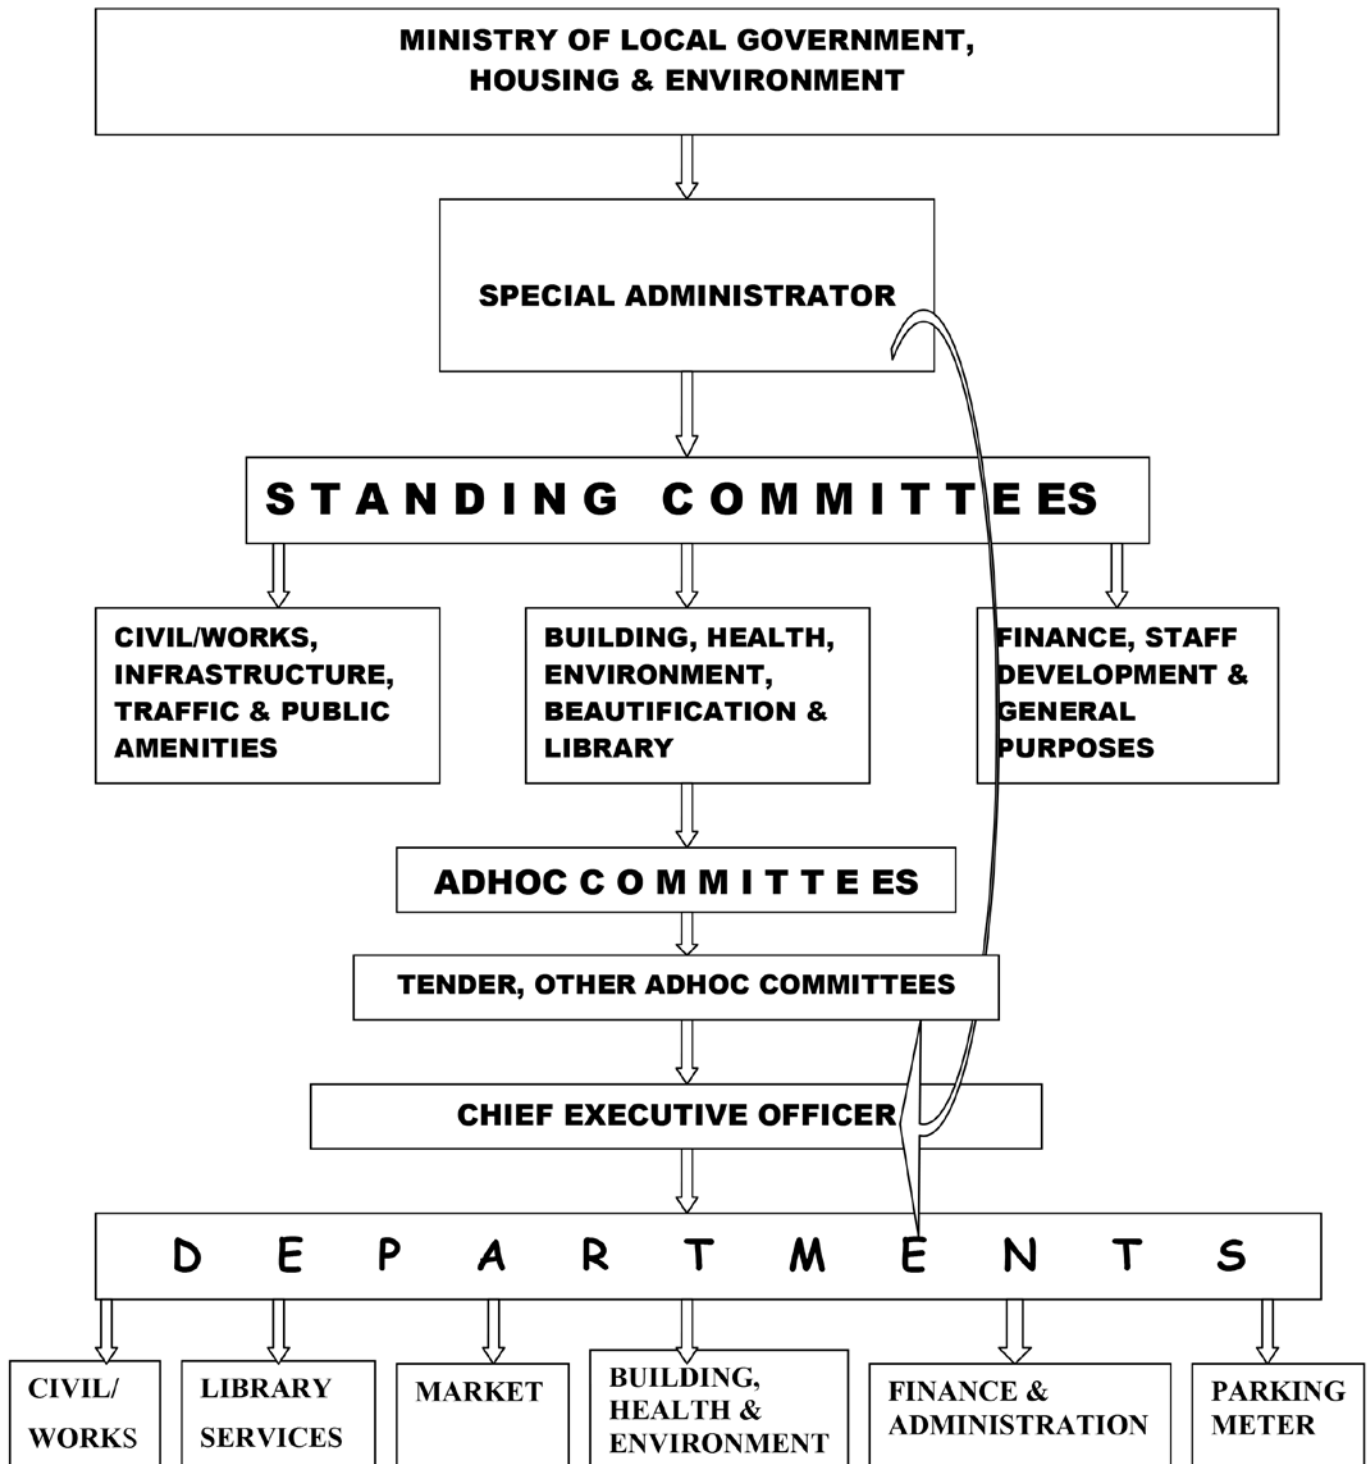 MINISTRY OF LOCAL GOVERNMENT,
HOUSING & ENVIRONMENT
SPECIAL ADMINISTRATOR
STANDING COMMITTEES
CIVIL/WORKS,
INFRASTRUCTURE,
TRAFFIC & PUBLIC
AMENITIES
BUILDING, HEALTH,
ENVIRONMENT,
BEAUTIFICATION &
LIBRARY
FINANCE, STAFF
DEVELOPMENT &
GENERAL
PURPOSES
ADHOC COMMITTEES
TENDER, OTHER ADHOC COMMITTEES
CHIEF EXECUTIVE OFFICER
DEPARTMENTS
CIVIL/
WORKS
LIBRARY
SERVICES
MARKET
BUILDING,
HEALTH &
ENVIRONMENT
FINANCE &
ADMINISTRATION
PARKING
METER